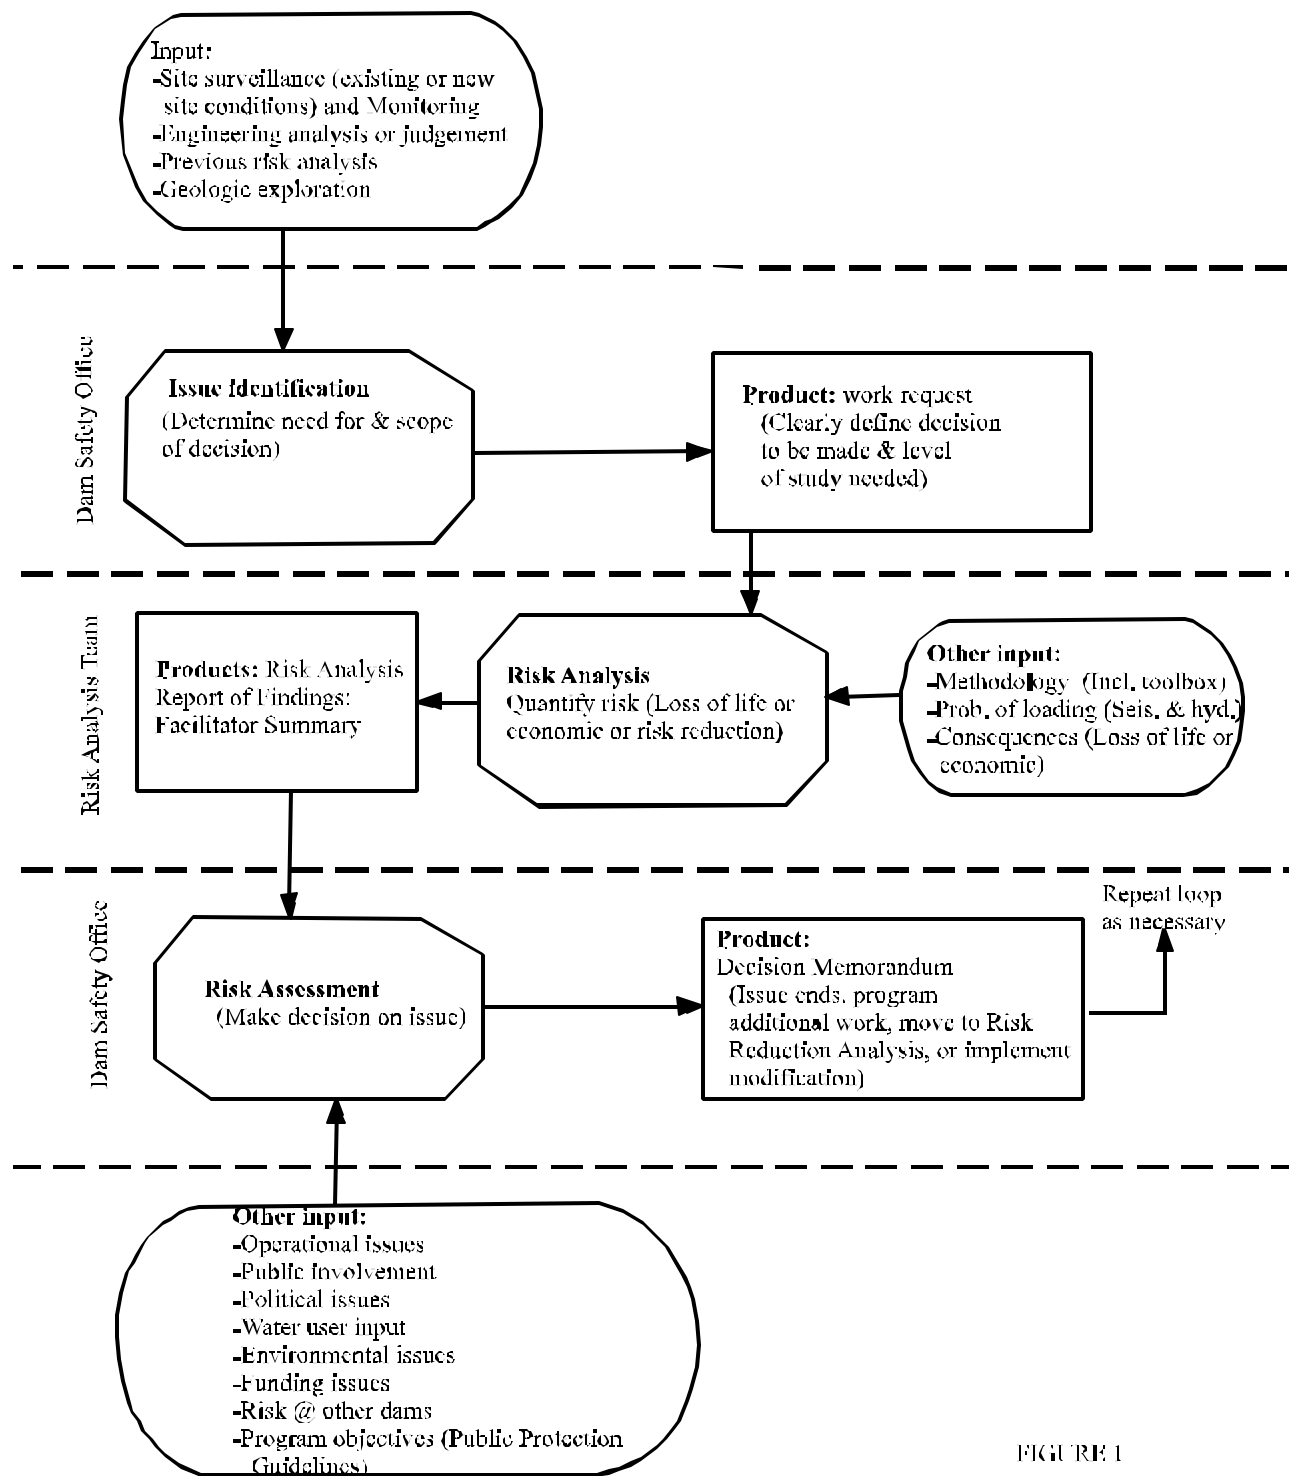 Input:
-Site surveillance (existing or new
site conditions) and Monitoring
-Engineering analysis or judgement
-Previous risk analysis
-Geologic exploration
Dam Safety Office
Issue Identification
(Determine need for & scope
of decision)
Product: work request
(Clearly define decision
to be made & level
of study needed)
Risk Analysis Team
Products: Risk Analysis
Report of Findings:
Facilitator Summary
Risk Analysis
Quantify risk (Loss of life or
economic or risk reduction)
Other input:
-Methodology (Incl. toolbox)
-Prob. of loading (Seis. & hyd.)
-Consequences (Loss of life or
economic)
Dam Safety Office
Risk Assessment
(Make decision on issue)
Product:
Decision Memorandum
(Issue ends, program
additional work, move to Risk
Reduction Analysis, or implement
modification)
Repeat loop
as necessary
Other input:
-Operational issues
-Public involvement
-Political issues
-Water user input
-Environmental issues
-Funding issues
-Risk @ other dams
-Program objectives (Public Protection
Guidelines)
FIGURE 1